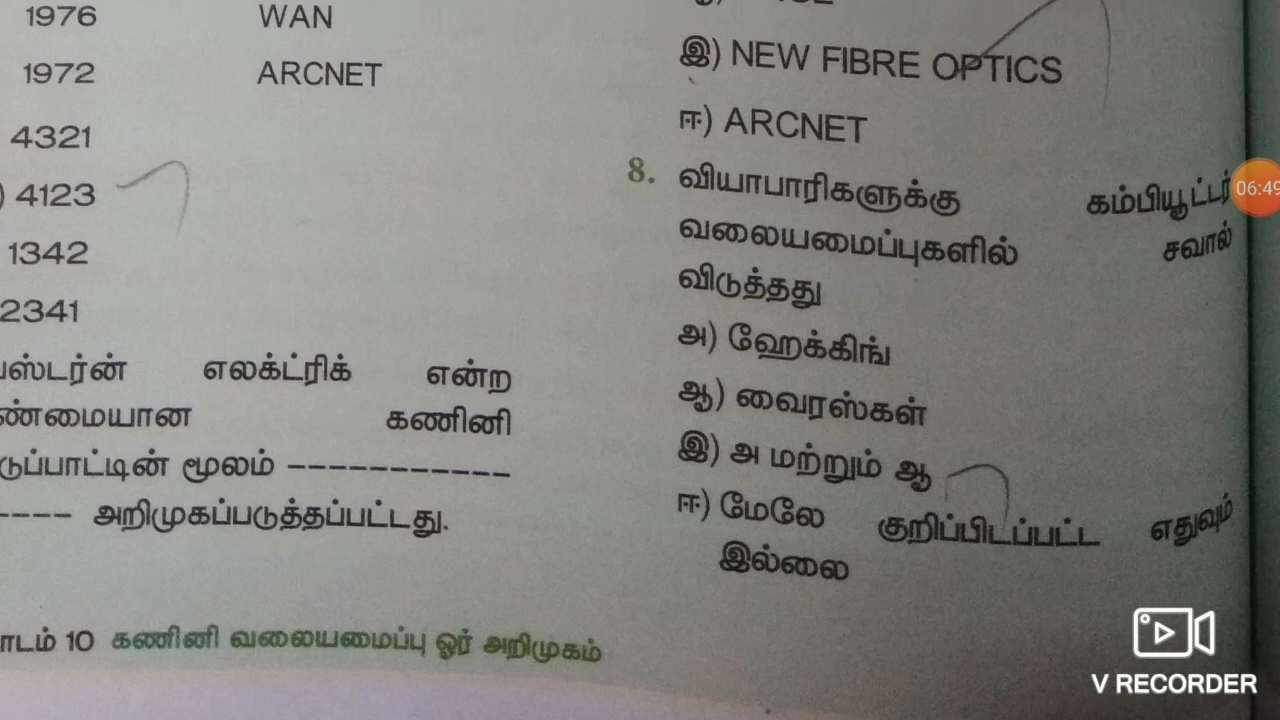 1976 WAN
1972 ARCNET
4321
) 4123
1342
2341
எலக்ட்ரிக் என்ற
கணினி
மூலம் -----------
---- அறிமுகப்படுத்தப்பட்டது.
இ) NEW FIBRE OPTICS
ஈ) ARCNET
8. வியாபாரிகளுக்கு கம்பியூட்டர்
வலையமைப்புகளில் சவால்
விடுத்தது
அ) ஹேக்கிங்
ஆ) வைரஸ்கள்
இ) அ மற்றும் ஆ
ஈ) மேலே குறிப்பிடப்பட்ட எதுவும்
இல்லை
10 கணினி வலையமைப்பு ஓர் அறிமுகம்
06:49
V RECORDER